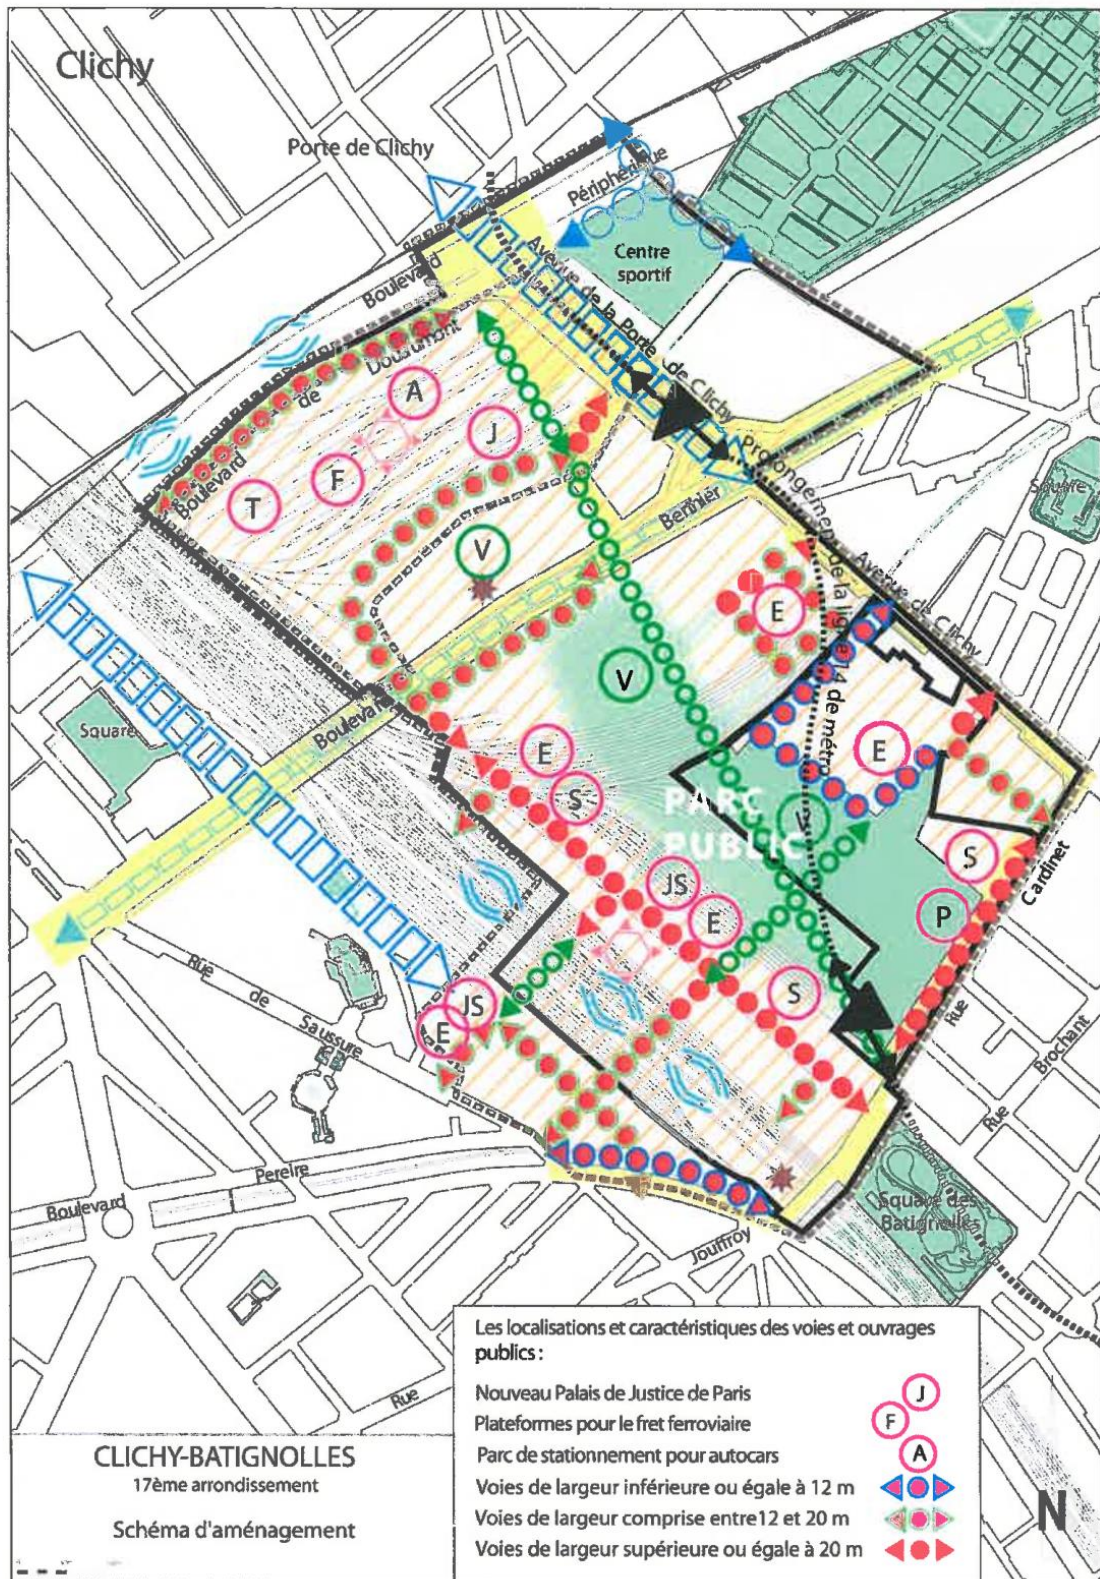 Clichy
Porte de Clichy
Périphérique
Centre
sportif
Boulevard
Avenue de la Porte de Clichy
Douaumont
de
Boulevard
A
J
F
T
V
Prolongement de la ligne 14 de métro
Square
Berthier
Avenue de Clichy
E
V
Square
Boulevard
E
E
S
PARC
PUBLIC
V
JS
E
S
P
Cardinet
Rue
S
Rue
de
Saussure
JS
E
Brochant
Rue
Pereire
Boulevard
Square des
Batignolles
Jouffroy
Rue
Les localisations et caractéristiques des voies et ouvrages
publics :
Nouveau Palais de Justice de Paris J
Plateformes pour le fret ferroviaire F
Parc de stationnement pour autocars A
Voies de largeur inférieure ou égale à 12 m
Voies de largeur comprise entre12 et 20 m
Voies de largeur supérieure ou égale à 20 m
CLICHY-BATIGNOLLES
17ème arrondissement
Schéma d'aménagement
N